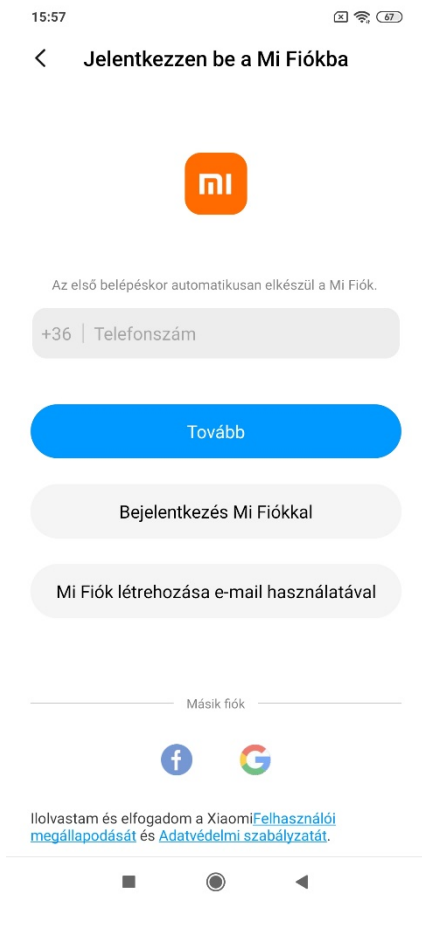 15:57
67
Jelentkezzen be a Mi Fiókba
mi
Az első belépéskor automatikusan elkészül a Mi Fiók.
+36 Telefonszám
Tovább
Bejelentkezés Mi Fiókkal
Mi Fiók létrehozása e-mail használatával
Másik fiók
f G
Ilolvastam és elfogadom a XiaomiFelhasználói
megállapodását és Adatvédelmi szabályzatát.